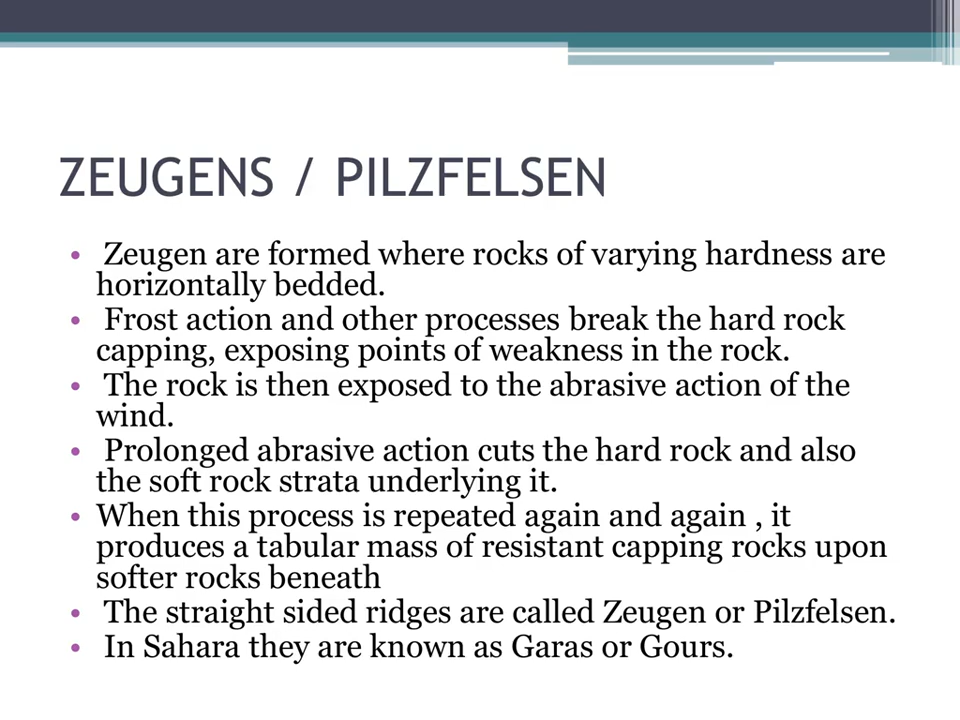 ZEUGENS / PILZFELSEN
• Zeugen are formed where rocks of varying hardness are
horizontally bedded.
• Frost action and other processes break the hard rock
capping, exposing points of weakness in the rock.
• The rock is then exposed to the abrasive action of the
wind.
• Prolonged abrasive action cuts the hard rock and also
the soft rock strata underlying it.
• When this process is repeated again and again , it
produces a tabular mass of resistant capping rocks upon
softer rocks beneath
• The straight sided ridges are called Zeugen or Pilzfelsen.
• In Sahara they are known as Garas or Gours.